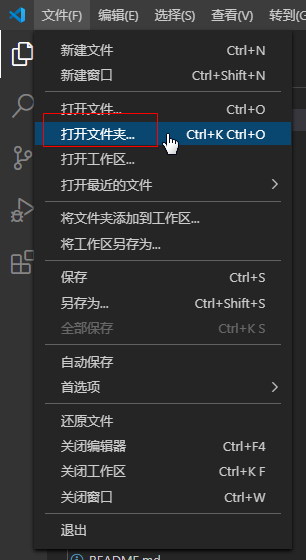 文件(F) 编辑(E) 选择(S) 查看(V) 转到(G
新建文件 Ctrl+N
新建窗口 Ctrl+Shift+N
打开文件... Ctrl+O
打开文件夹... Ctrl+K Ctrl+O
打开工作区...
打开最近的文件
将文件夹添加到工作区...
将工作区另存为...
保存 Ctrl+S
另存为... Ctrl+Shift+S
全部保存 Ctrl+K S
自动保存
首选项
还原文件
关闭编辑器 Ctrl+F4
关闭工作区 Ctrl+K F
关闭窗口 Ctrl+W
退出
README.md